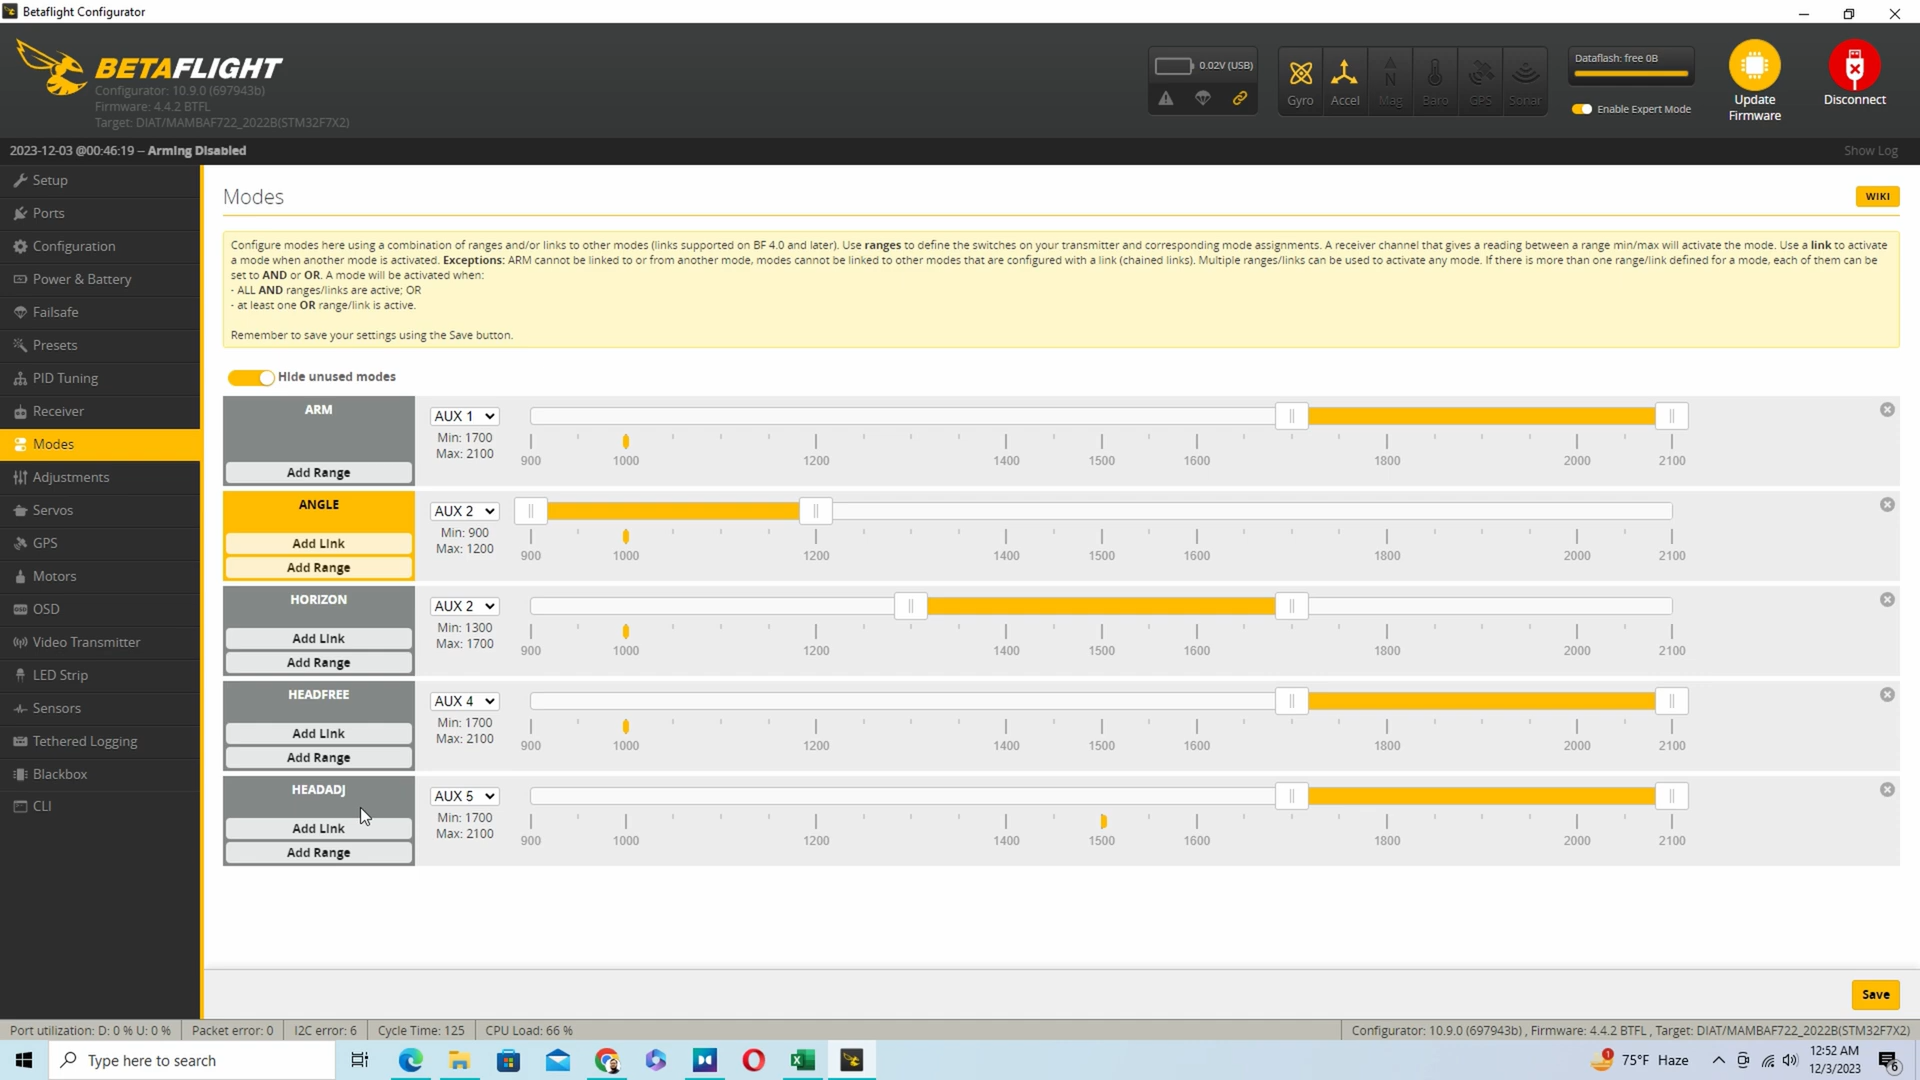 Betaflight Configurator
BETAFLIGHT
Configurator: 10.9.0 (697943b)
Firmware: 4.4.2 BTFL
Target: DIAT/MAMBAF722_2022B(STM32F7X2)
0.02V (USB)
Gyro
Accel
Mag
Baro
GPS
Sonar
Dataflash: free 0B
Enable Expert Mode
Update
Firmware
Disconnect
2023-12-03 @00:46:19 -- Arming Disabled
Show Log
Setup
Ports
Configuration
Power & Battery
Failsafe
Presets
PID Tuning
Receiver
Modes
Adjustments
Servos
GPS
Motors
OSD
Video Transmitter
LED Strip
Sensors
Tethered Logging
Blackbox
CLI
Modes
WIKI
Configure modes here using a combination of ranges and/or links to other modes (links supported on BF 4.0 and later). Use ranges to define the switches on your transmitter and corresponding mode assignments. A receiver channel that gives a reading between a range min/max will activate the mode. Use a link to activate
a mode when another mode is activated. Exceptions: ARM cannot be linked to or from another mode, modes cannot be linked to other modes that are configured with a link (chained links). Multiple ranges/links can be used to activate any mode. If there is more than one range/link defined for a mode, each of them can be
set to AND or OR. A mode will be activated when:
- ALL AND ranges/links are active; OR
- at least one OR range/link is active.
Remember to save your settings using the Save button.
Hide unused modes
ARM
Add Range
AUX 1
Min: 1700
Max: 2100
900 1000 1200 1400 1500 1600 1800 2000 2100
ANGLE
Add Link
Add Range
AUX 2
Min: 900
Max: 1200
900 1000 1200 1400 1500 1600 1800 2000 2100
HORIZON
Add Link
Add Range
AUX 2
Min: 1300
Max: 1700
900 1000 1200 1400 1500 1600 1800 2000 2100
HEADFREE
Add Link
Add Range
AUX 4
Min: 1700
Max: 2100
900 1000 1200 1400 1500 1600 1800 2000 2100
HEADADJ
Add Link
Add Range
AUX 5
Min: 1700
Max: 2100
900 1000 1200 1400 1500 1600 1800 2000 2100
Save
Port utilization: D: 0 % U: 0 % Packet error: 0 I2C error: 6 Cycle Time: 125 CPU Load: 66 %
Configurator: 10.9.0 (697943b) , Firmware: 4.4.2 BTFL , Target: DIAT/MAMBAF722_2022B(STM32F7X2)
Type here to search
1
75°F Haze
12:52 AM
12/3/2023
6